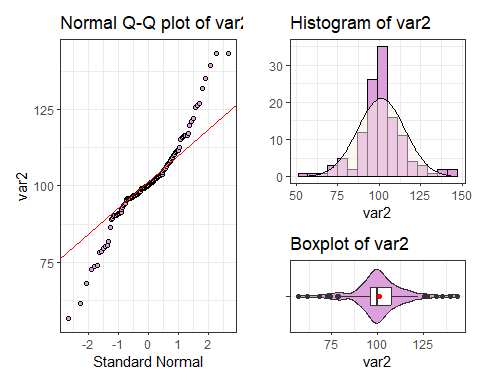 Normal Q-Q plot of var2
125
100
75
var2
-2
-1
0
1
2
Standard Normal
Histogram of var2
30
20
10
0
50
75
100
125
150
var2
Boxplot of var2
75
100
125
var2